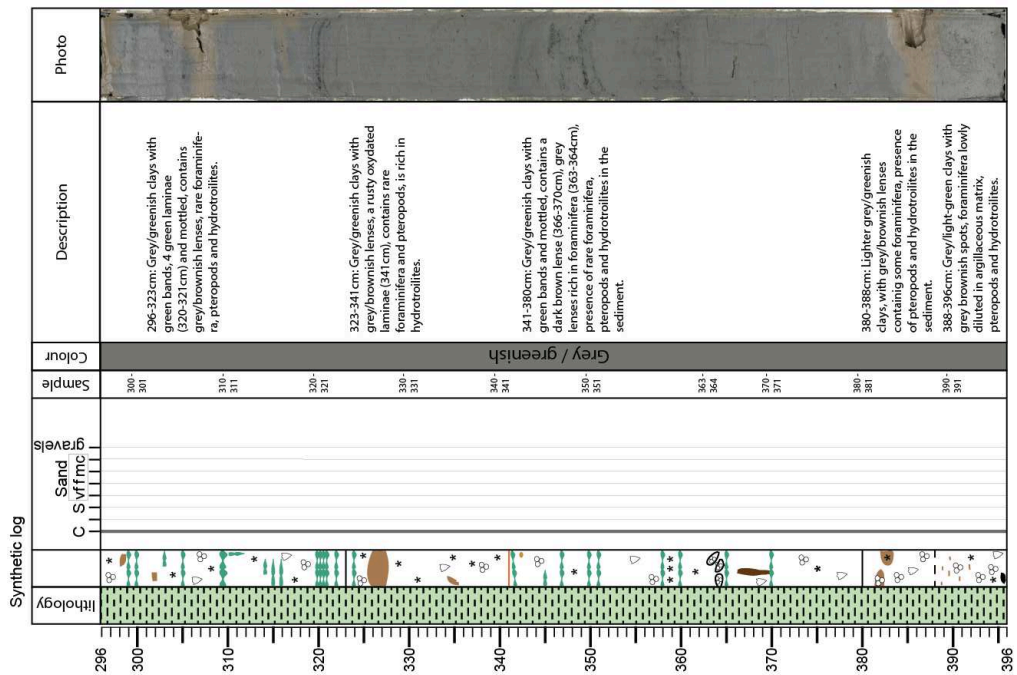 Photo
Description
296-323cm: Grey/greenish clays with
green bands, 4 green laminae
(320-321cm) and mottled, contains
grey/brownish lenses, rare foraminife-
ra, pteropods and hydrotroilites.
323-341cm: Grey/greenish clays with
grey/brownish lenses, a rusty oxydated
laminae (341cm), contains rare
foraminifera and pteropods, is rich in
hydrotroilites.
341-380cm: Grey/greenish clays with
green bands and mottled, contains a
dark brown lense (366-370cm), grey
lenses rich in foraminifera (363-364cm),
presence of rare foraminifera,
pteropods and hydrotroilites in the
sediment.
380-388cm: Lighter grey/greenish
clays, with grey/brownish lenses
containig some foraminifera, presence
of pteropods and hydrotroilites in the
sediment.
388-396cm: Grey/light-green clays with
grey brownish spots, foraminifera lowly
diluted in argillaceous matrix,
pteropods and hydrotroilites.
Colour
Grey / greenish
Sample
300-
301
310-
311
320-
321
330-
331
340-
341
350-
351
363-
364
370-
371
380-
381
390-
391
gravels
Sand
vf f m c
S
C
Synthetic log
lithology
296
300
310
320
330
340
350
360
370
380
390
396